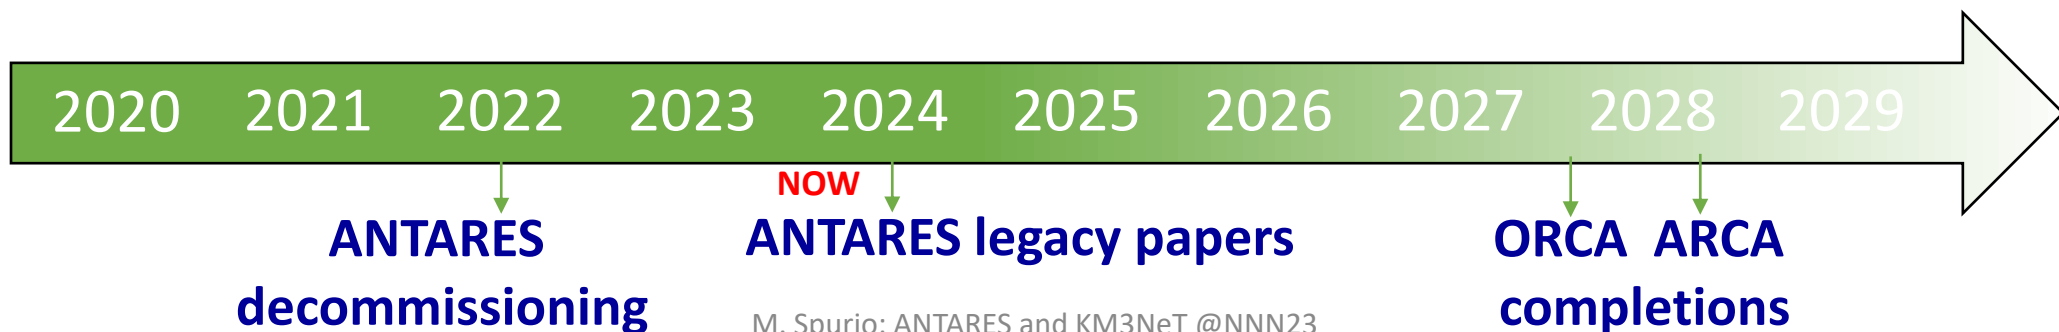 2020 2021 2022 2023 2024 2025 2026 2027 2028 2029
NOW
ANTARES
decommissioning
ANTARES legacy papers
ORCA ARCA
completions
M. Spurio: ANTARES and KM3NeT @NNN23